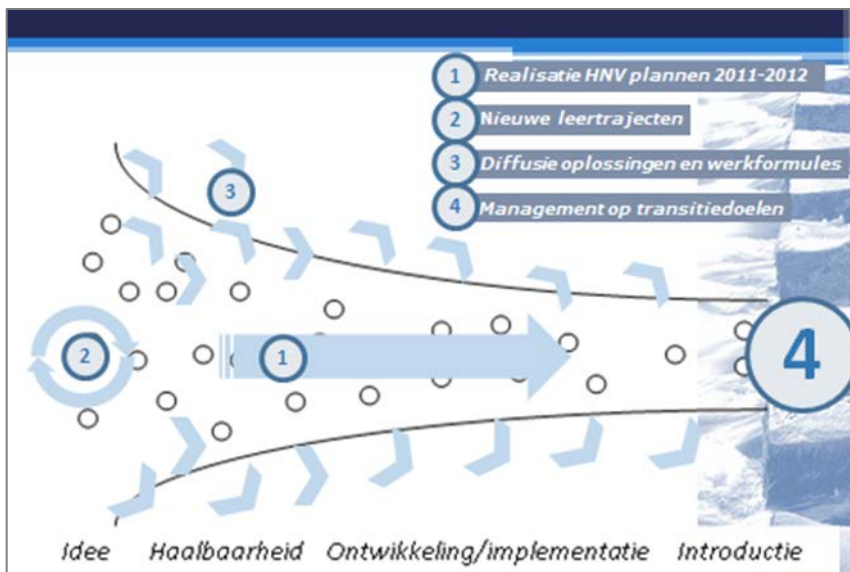 1 Realisatie HNV plannen 2011-2012
2 Nieuwe leertrajecten
3 Diffusie oplossingen en werkformules
4 Management op transitiedoelen
3
2
1
4
Idee Haalbaarheid Ontwikkeling/implementatie Introductie